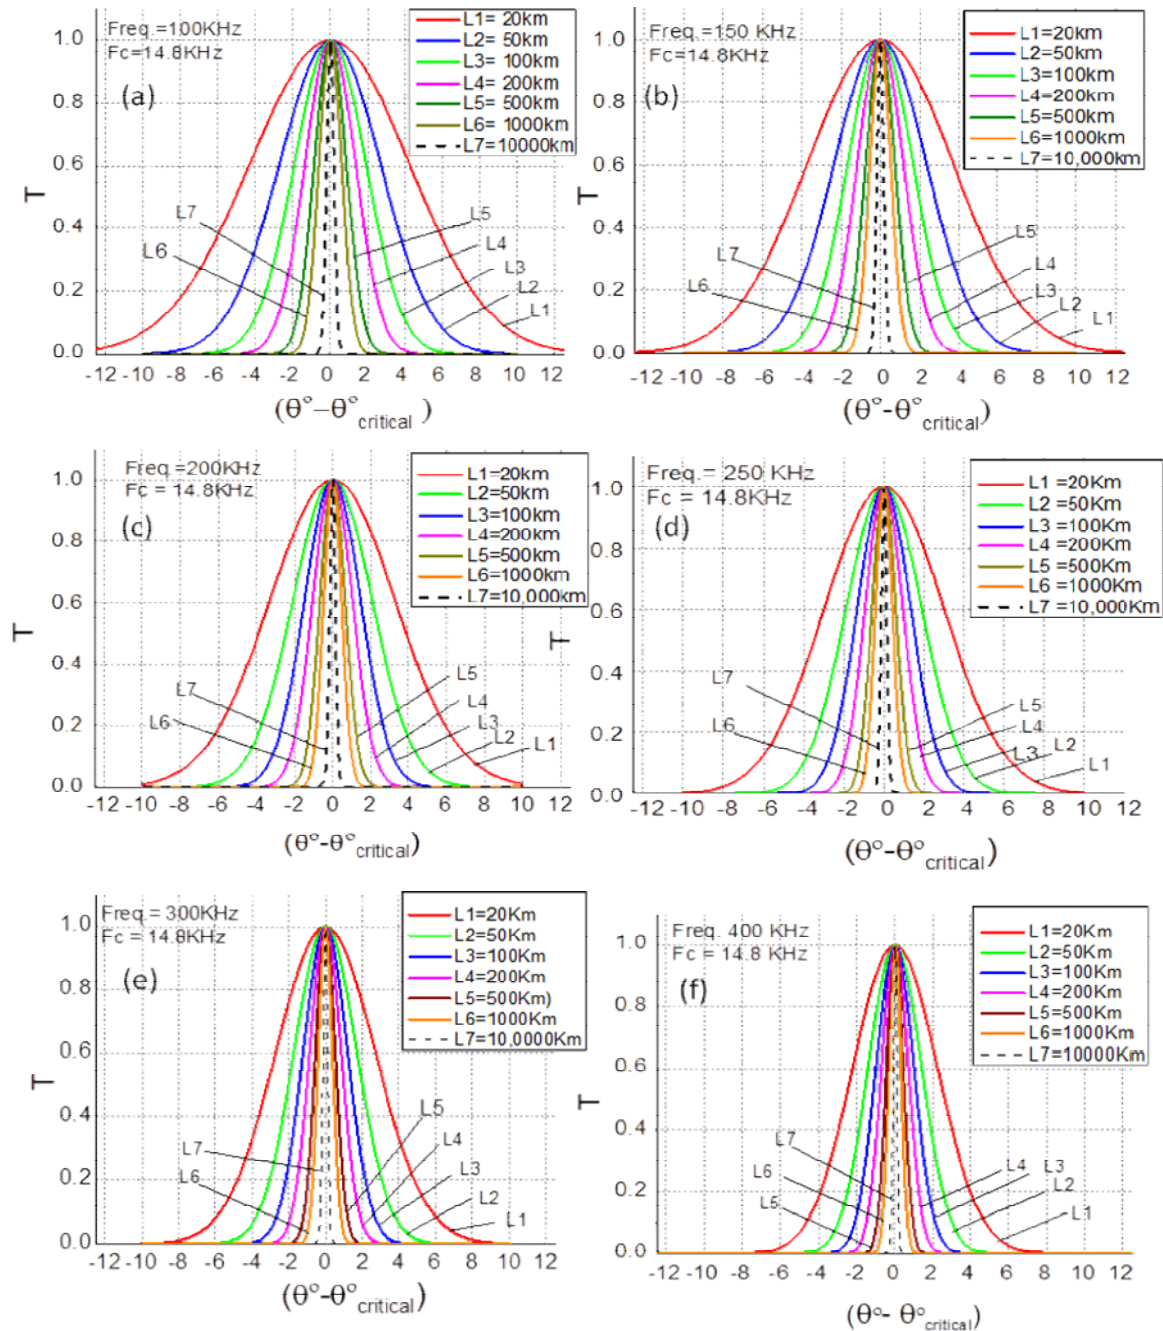 Freq.=100KHz
Fc=14.8KHz
(a)
L1= 20km
L2= 50km
L3= 100km
L4= 200km
L5= 500km
L6= 1000km
L7=10000km
1.0
0.8
0.6
0.4
0.2
0.0
T
L7
L6
L5
L4
L3
L2
L1
-12 -10 -8 -6 -4 -2 0 2 4 6 8 10 12
(θ°–θ°critical)
Freq.=150 KHz
Fc=14.8KHz
(b)
L1=20km
L2=50km
L3=100km
L4=200km
L5=500km
L6=1000km
L7=10,000km
1.0
0.8
0.6
0.4
0.2
0.0
T
L7
L6
L5
L4
L3
L2
L1
-12 -10 -8 -6 -4 -2 0 2 4 6 8 10 12
(θ°-θ°critical)
Freq.=200KHz
Fc = 14.8KHz
(c)
L1=20km
L2=50km
L3=100km
L4=200km
L5=500km
L6=1000km
L7=10,000km
1.0
0.8
0.6
0.4
0.2
0.0
T
L7
L6
L5
L4
L3
L2
L1
-12 -10 -8 -6 -4 -2 0 2 4 6 8 10 12
(θ°-θ°critical)
Freq.= 250 KHz
Fc = 14.8KHz
(d)
L1 =20Km
L2 =50Km
L3 =100Km
L4 =200Km
L5 =500Km
L6 =1000Km
L7 =10,000Km
1.0
0.8
0.6
0.4
0.2
0.0
T
L7
L6
L5
L4
L3
L2
L1
-12 -10 -8 -6 -4 -2 0 2 4 6 8 10 12
(θ°-θ°critical)
Freq.= 300KHz
Fc = 14.8KHz
(e)
L1=20Km
L2=50Km
L3=100Km
L4=200Km
L5=500Km)
L6=1000Km
L7=10,0000Km
1.0
0.8
0.6
0.4
0.2
0.0
T
L7
L6
L5
L4
L3
L2
L1
-12 -10 -8 -6 -4 -2 0 2 4 6 8 10 12
(θ°-θ°critical)
Freq. 400 KHz
Fc = 14.8 KHz
(f)
L1=20Km
L2=50Km
L3=100Km
L4=200Km
L5=500Km
L6=1000Km
L7=10000Km
1.0
0.8
0.6
0.4
0.2
0.0
T
L7
L6
L5
L4
L3
L2
L1
-12 -10 -8 -6 -4 -2 0 2 4 6 8 10 12
(θ°- θ°critical)